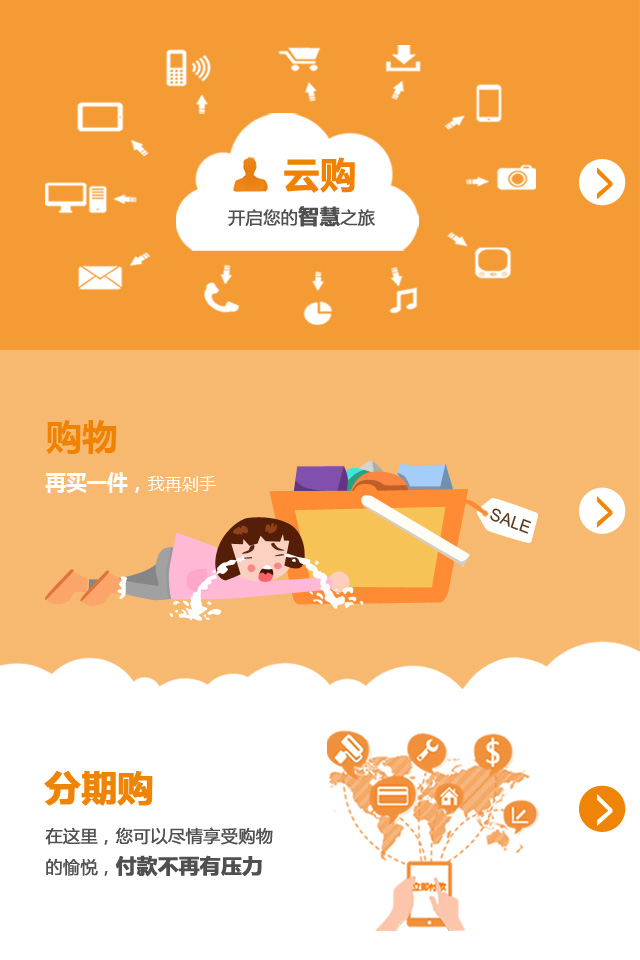 云购
开启您的智慧之旅
购物
再买一件，我再剁手
SALE
分期购
在这里，您可以尽情享受购物
的愉悦，付款不再有压力
立即付款